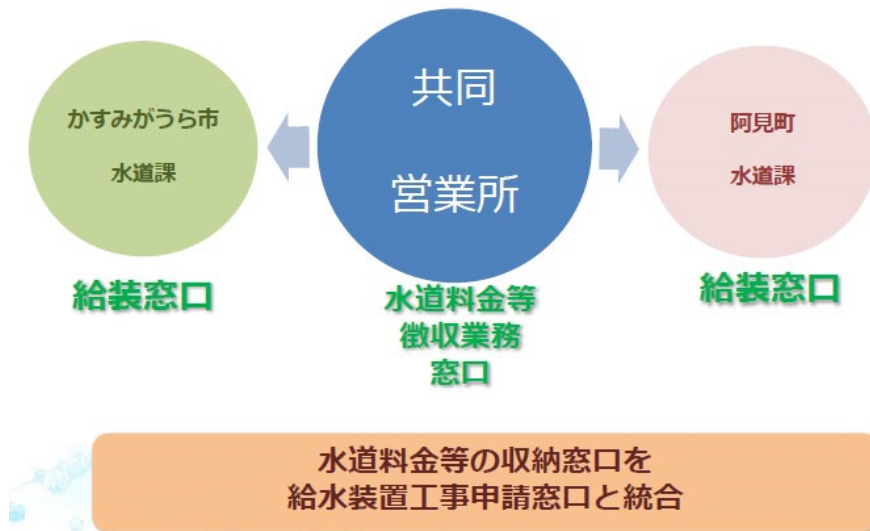 かすみがうら市
水道課
給装窓口
共同
営業所
水道料金等
徴収業務
窓口
阿見町
水道課
給装窓口
水道料金等の収納窓口を
給水装置工事申請窓口と統合